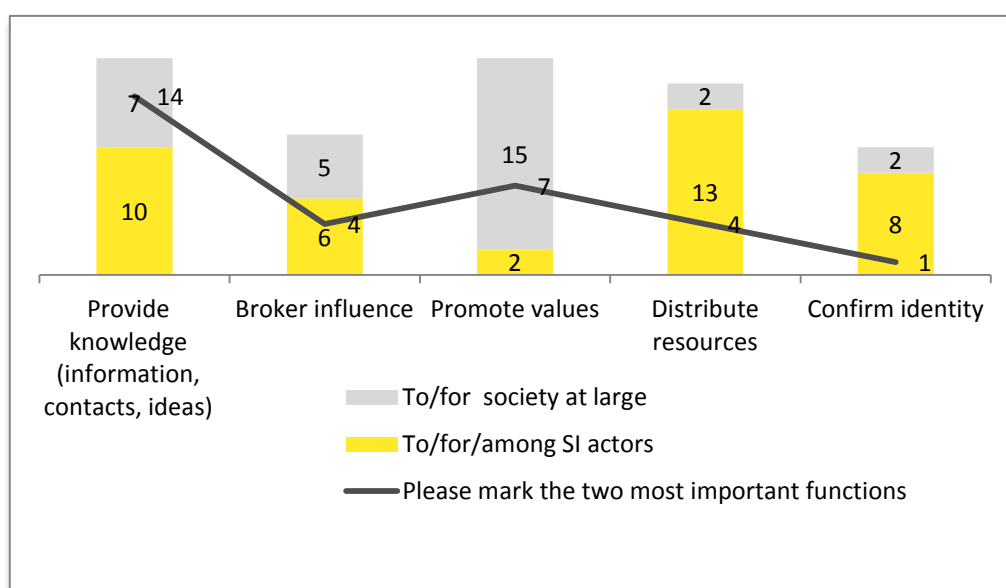 7 14
5
15
2
10
6 4
7
13
4
2
8
2
1
Provide
knowledge
(information,
contacts, ideas)
Broker influence
Promote values
Distribute
resources
Confirm identity
To/for society at large
To/for/among SI actors
Please mark the two most important functions